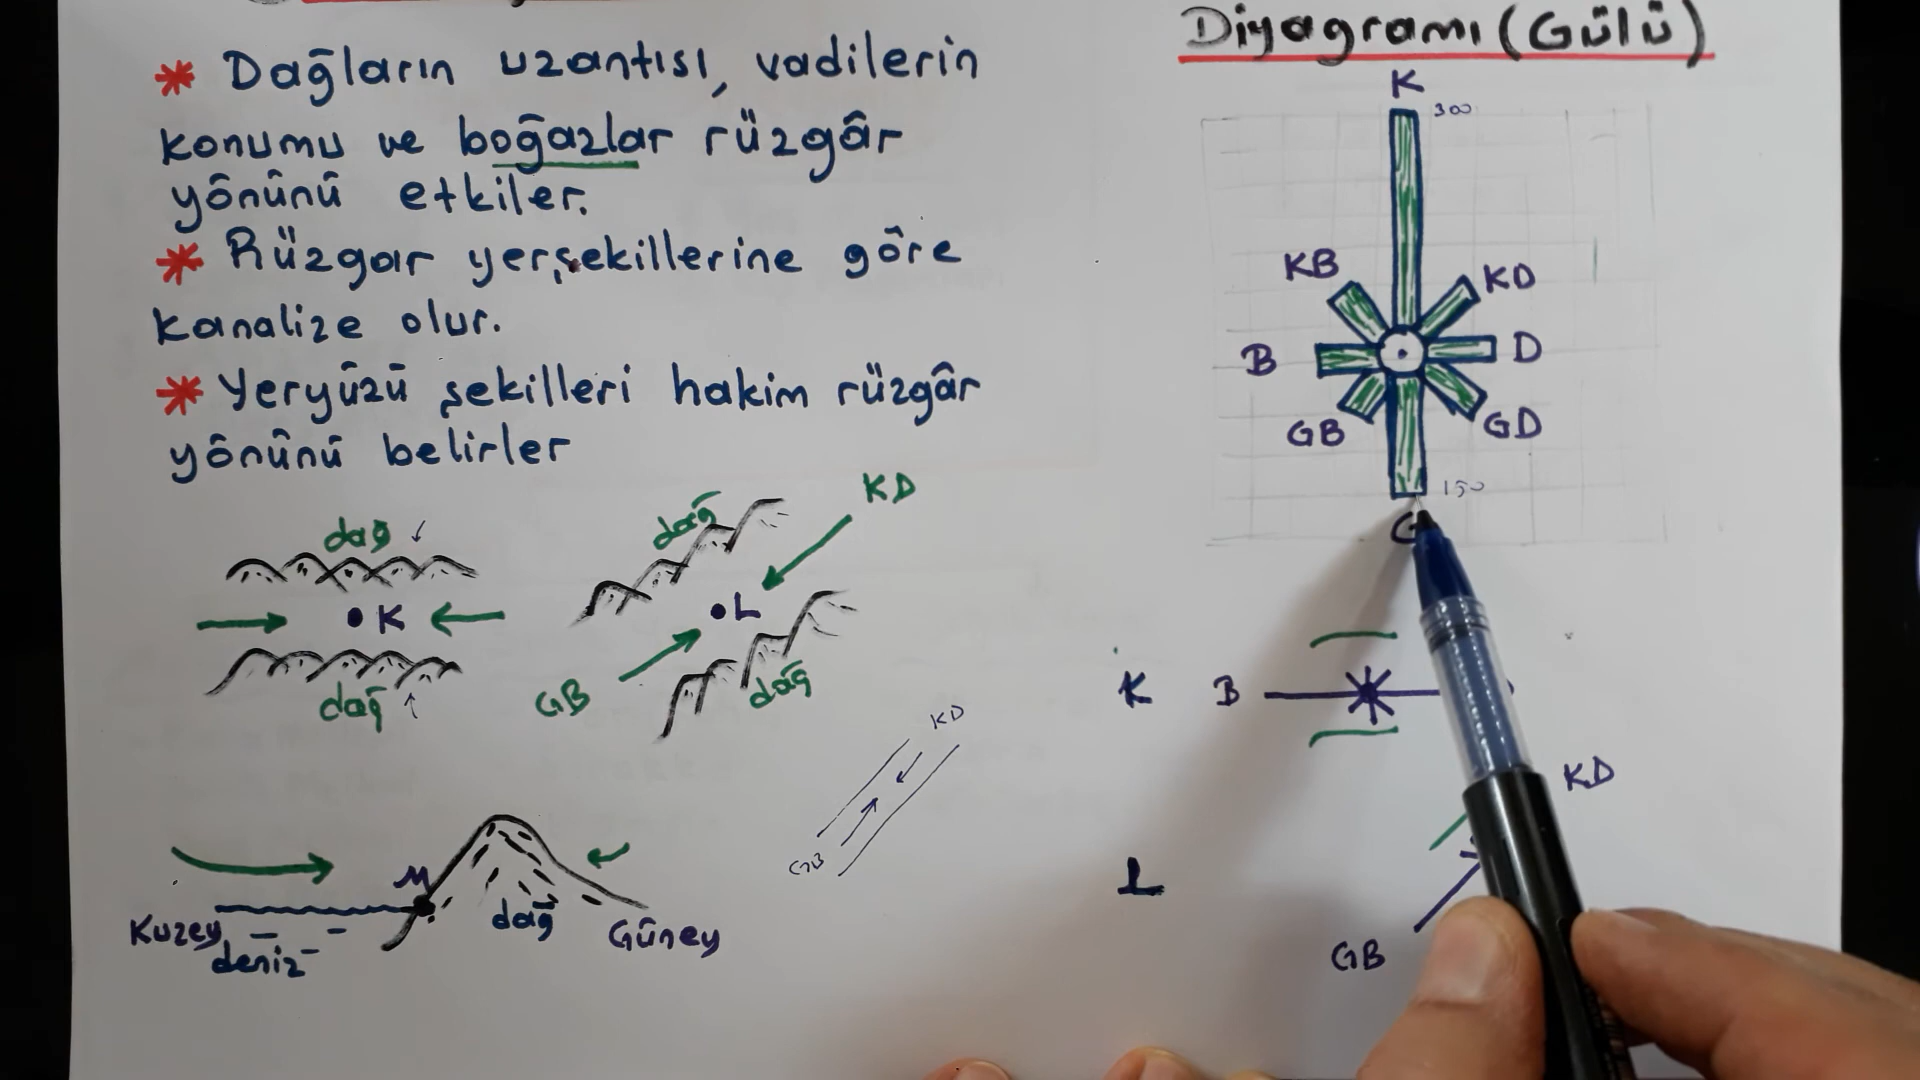 * Dağların uzantısı, vadilerin
konumu ve boğazlar rüzgâr
yönünü etkiler.
* Rüzgar yerşekillerine göre
kanalize olur.
* Yeryüzü şekilleri hakim rüzgâr
yönünü belirler
dağ
K
dağ
dağ
KD
L
GB
dağ
KD
GB
M
Kuzey
deniz
dağ
Güney
Diyagramı (Gülü)
K
300
KB
KD
B
D
GB
GD
150
G
K B
KD
L
GB